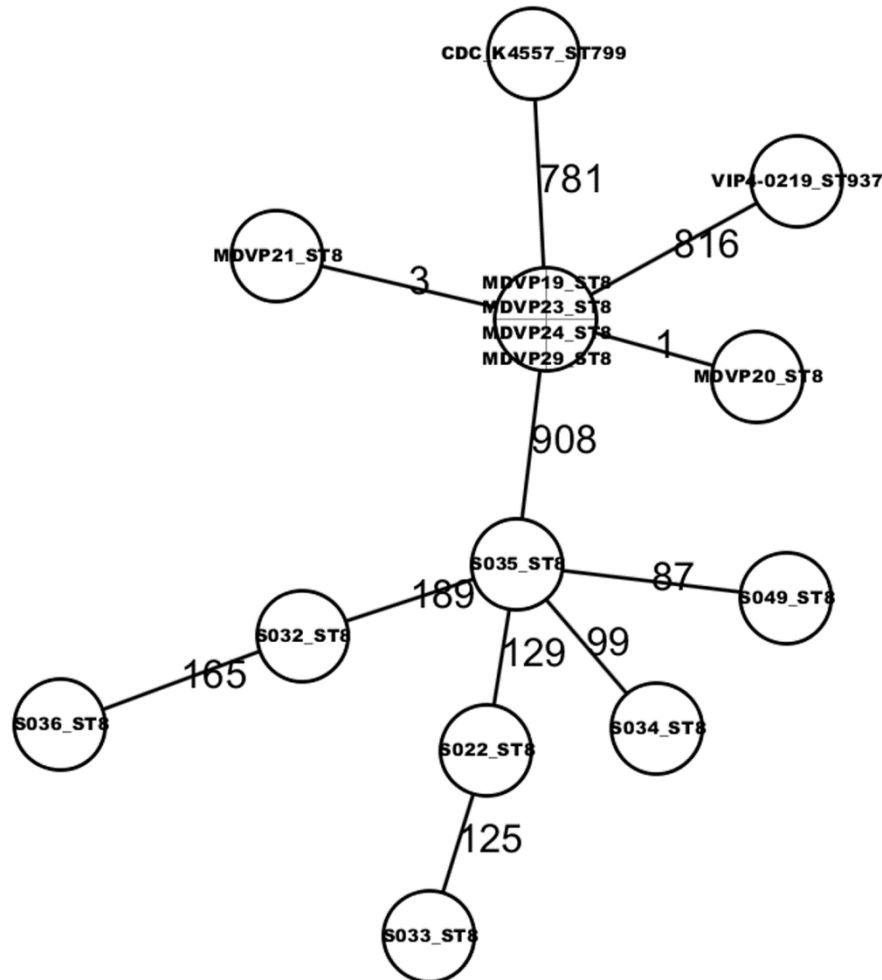 CDC_K4557_ST799
781
VIP4-0219_ST937
816
MDVP21_ST8
3
MDVP19_ST8
MDVP23_ST8
MDVP24_ST8
MDVP29_ST8
1
MDVP20_ST8
908
S035_ST8
87
S049_ST8
189
S032_ST8
165
S036_ST8
129
99
S034_ST8
S022_ST8
125
S033_ST8